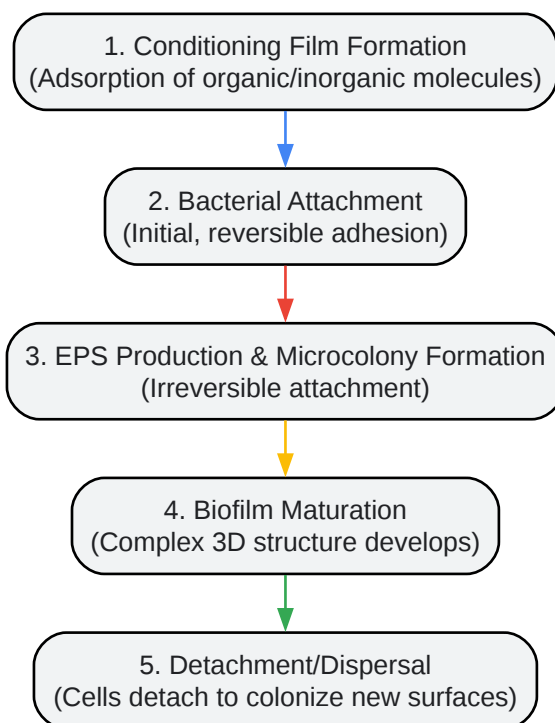 1. Conditioning Film Formation
(Adsorption of organic/inorganic molecules)
2. Bacterial Attachment
(Initial, reversible adhesion)
3. EPS Production & Microcolony Formation
(Irreversible attachment)
4. Biofilm Maturation
(Complex 3D structure develops)
5. Detachment/Dispersal
(Cells detach to colonize new surfaces)